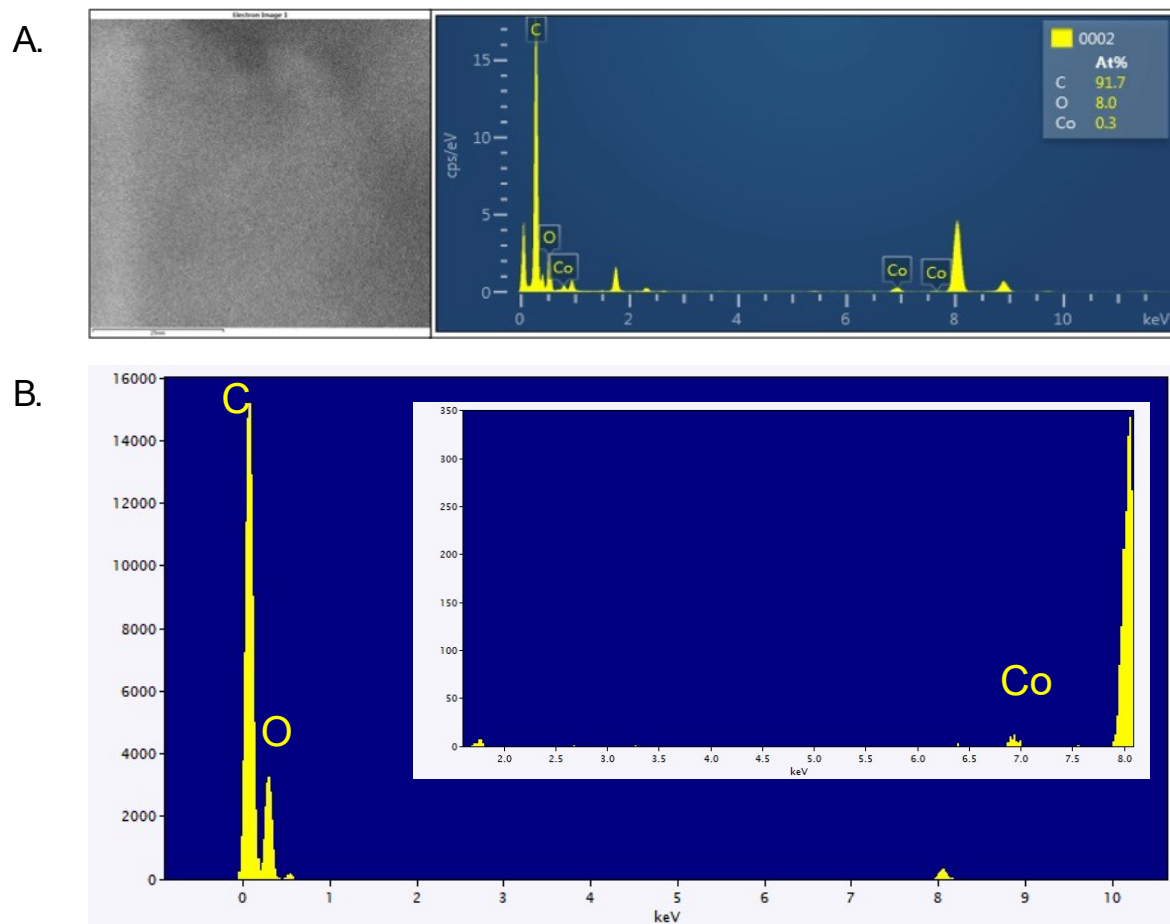 A.
Electron Image 1
25nm
cps/eV
15
10
5
0
C
O
Co
Co
Co
0 2 4 6 8 10 keV
0002
At%
C 91.7
O 8.0
Co 0.3
B.
16000
14000
12000
10000
8000
6000
4000
2000
0
C
O
0 1 2 3 4 5 6 7 8 9 10
keV
350
300
250
200
150
100
50
0
Co
2.0 2.5 3.0 3.5 4.0 4.5 5.0 5.5 6.0 6.5 7.0 7.5 8.0
keV